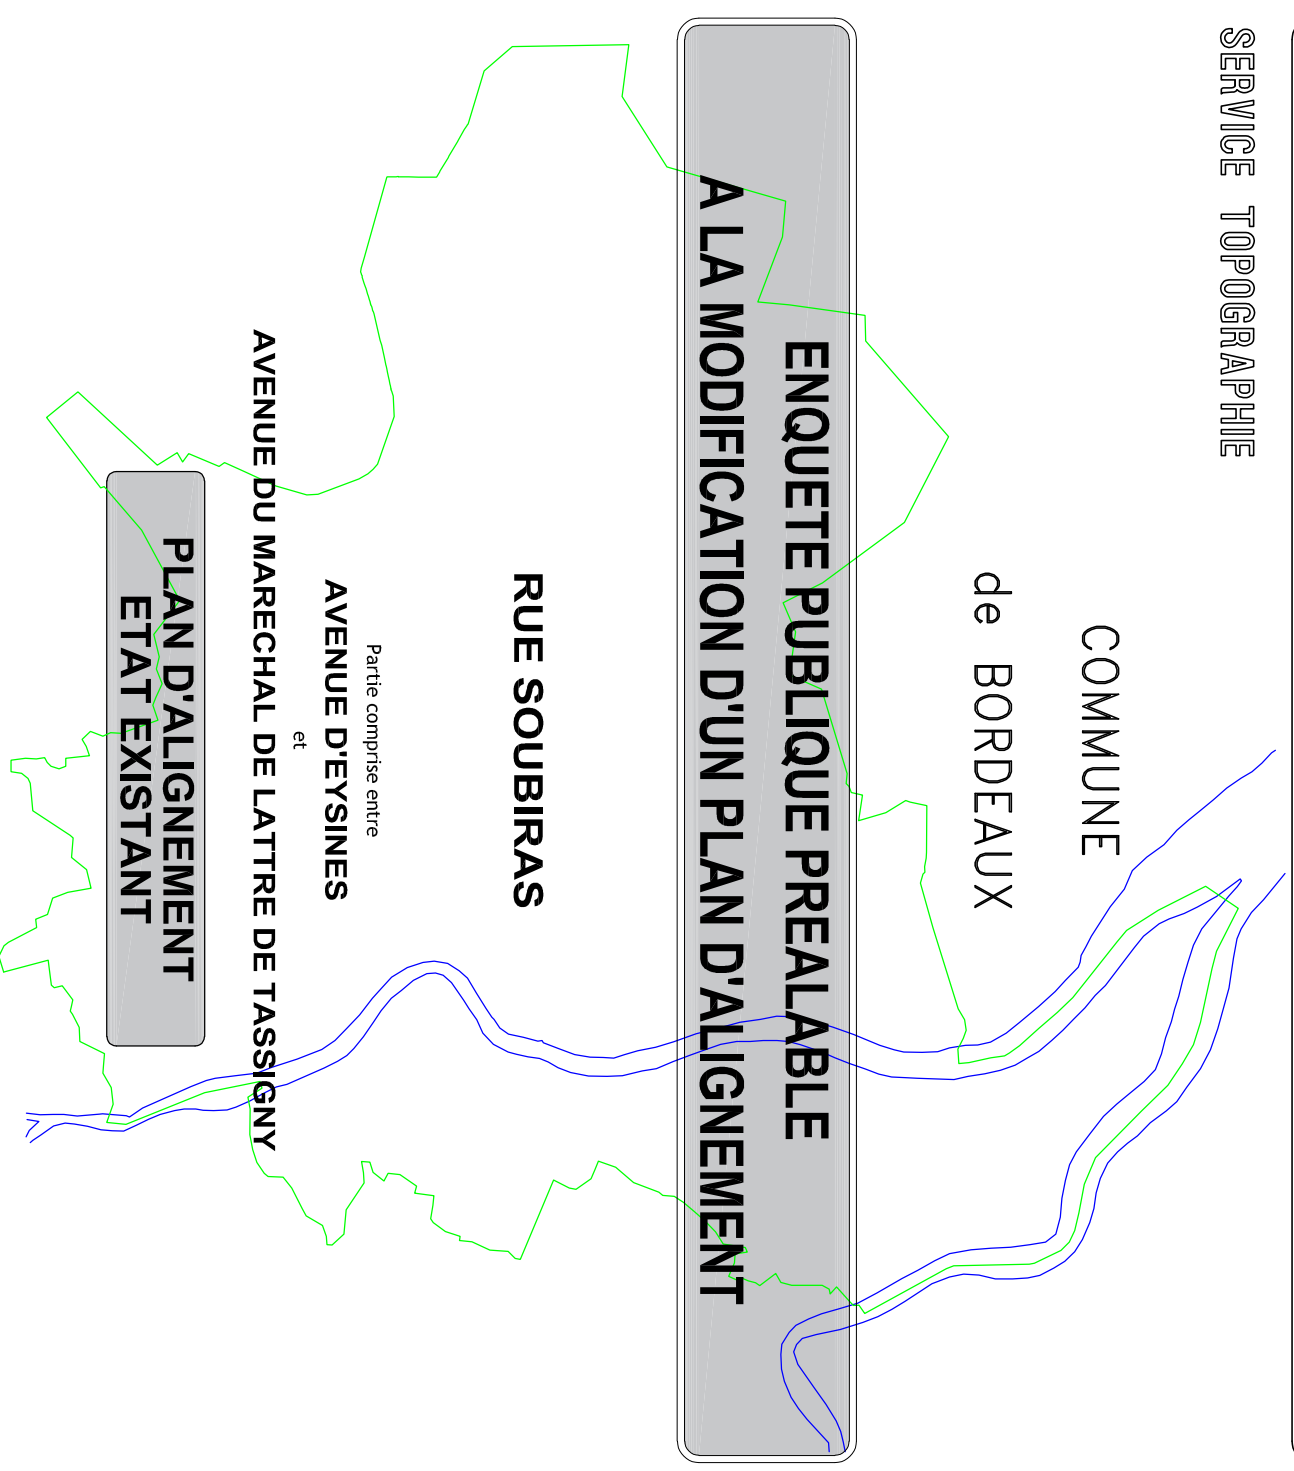 SERVICE TOPOGRAPHIE
COMMUNE
de BORDEAUX
ENQUETE PUBLIQUE PREALABLE
A LA MODIFICATION D'UN PLAN D'ALIGNEMENT
RUE SOUBIRAS
Partie comprise entre
AVENUE D'EYSINES
et
AVENUE DU MARECHAL DE LATTRE DE TASSIGNY
PLAN D'ALIGNEMENT
ETAT EXISTANT